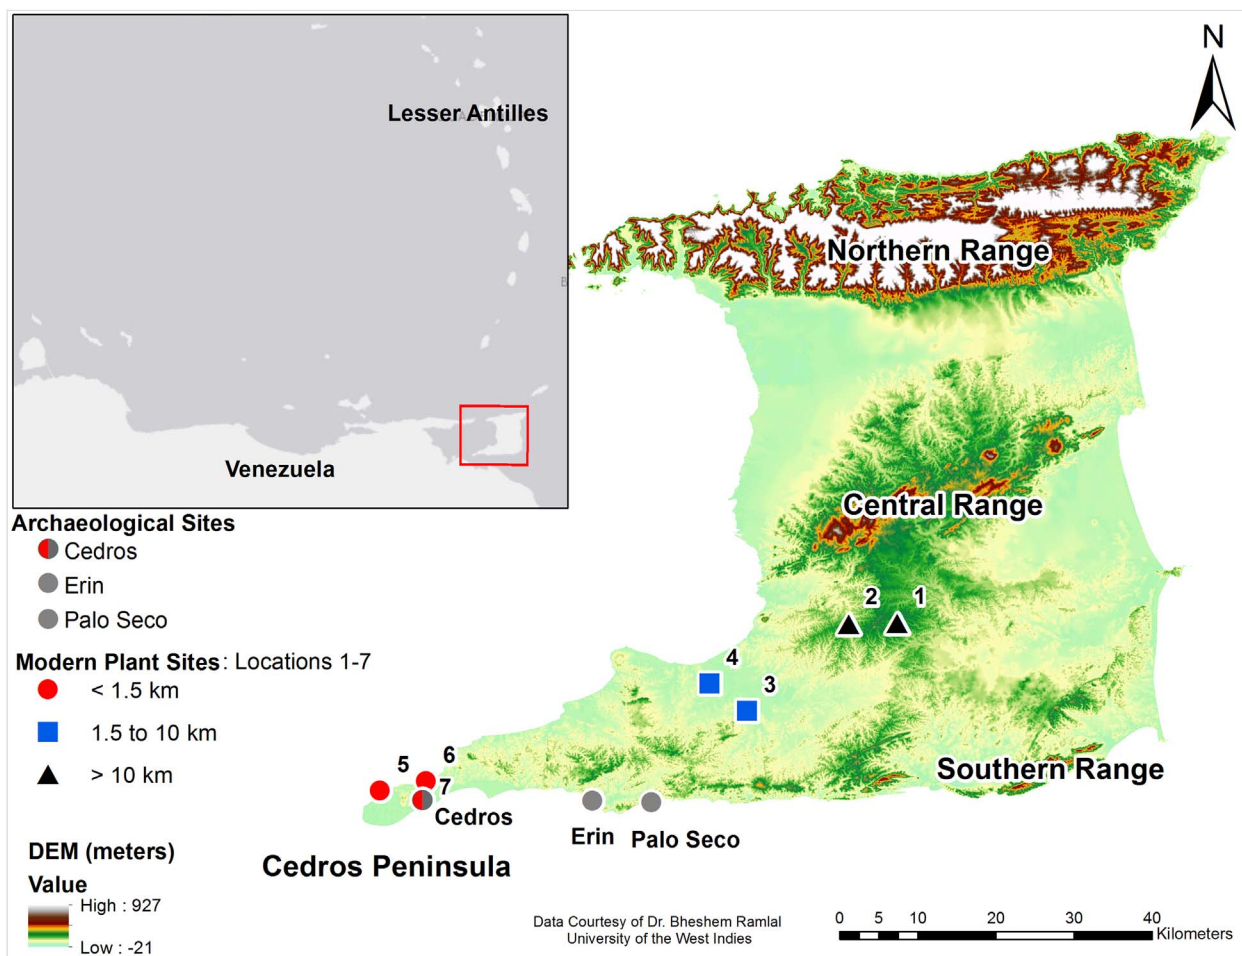 N
Lesser Antilles
Venezuela
Northern Range
Central Range
2
1
4
3
Southern Range
5
6
7
Cedros
Erin
Palo Seco
Cedros Peninsula
Archaeological Sites
Cedros
Erin
Palo Seco
Modern Plant Sites: Locations 1-7
< 1.5 km
1.5 to 10 km
> 10 km
DEM (meters)
Value
High : 927
Low : -21
Data Courtesy of Dr. Bheshem Ramlal
University of the West Indies
0 5 10 20 30 40
Kilometers